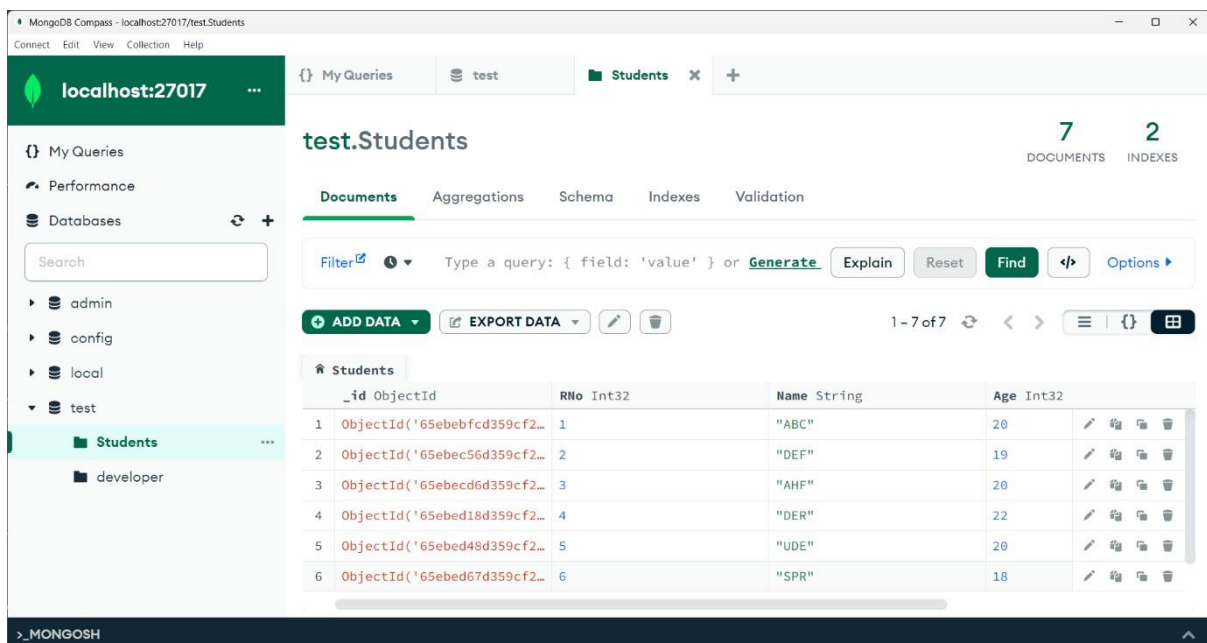 MongoDB Compass - localhost:27017/test.Students
Connect Edit View Collection Help
localhost:27017 ...
{} My Queries
Performance
Databases
Search
admin
config
local
test
Students ...
developer
{} My Queries test Students
test.Students
7 DOCUMENTS
2 INDEXES
Documents Aggregations Schema Indexes Validation
Filter Type a query: { field: 'value' } or Generate Explain Reset Find </> Options
ADD DATA EXPORT DATA 1 – 7 of 7 {}
Students
_id ObjectId RNo Int32 Name String Age Int32
1 ObjectId('65ebebfcd359cf2… 1 "ABC" 20
2 ObjectId('65ebec56d359cf2… 2 "DEF" 19
3 ObjectId('65ebecd6d359cf2… 3 "AHF" 20
4 ObjectId('65ebed18d359cf2… 4 "DER" 22
5 ObjectId('65ebed48d359cf2… 5 "UDE" 20
6 ObjectId('65ebed67d359cf2… 6 "SPR" 18
>_MONGOSH